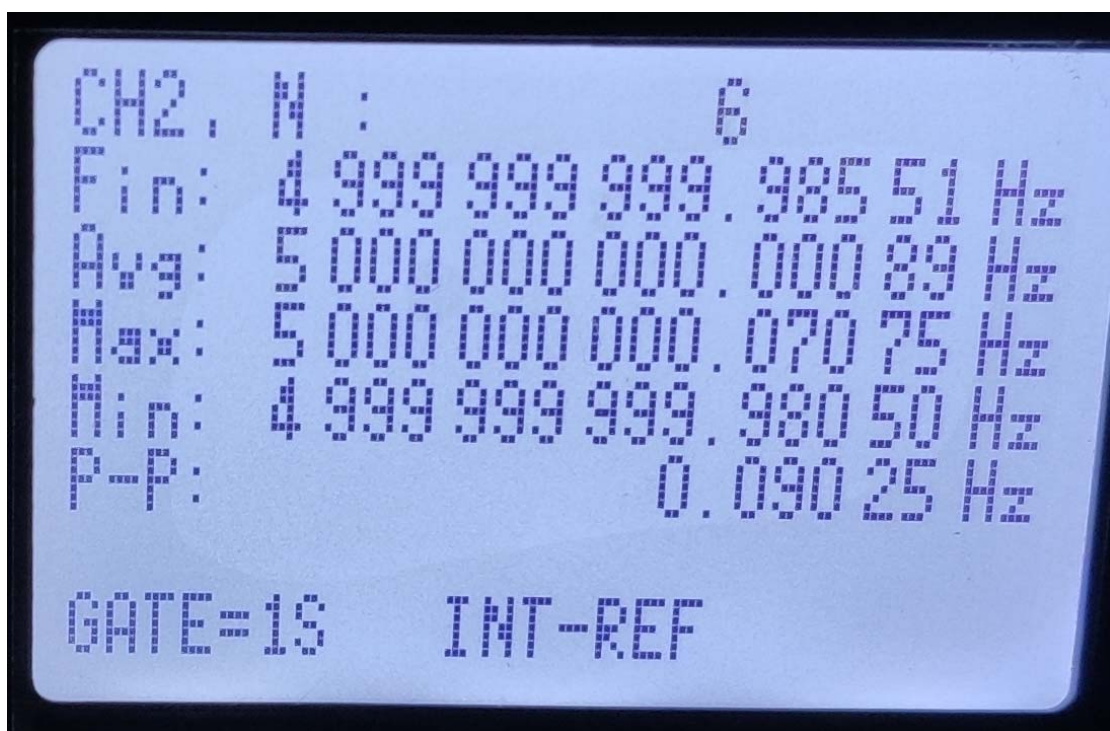 CH2, N : 6
Fin: 4 999 999 999. 985 51 Hz
Avg: 5 000 000 000. 000 89 Hz
Max: 5 000 000 000. 070 75 Hz
Min: 4 999 999 999. 980 50 Hz
P-P: 0. 090 25 Hz
GATE=1S INT-REF